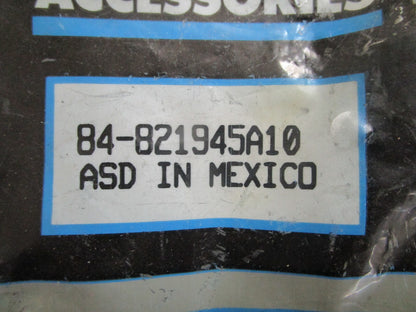 ACCESSORIES
84-821945A10
ASD IN MEXICO